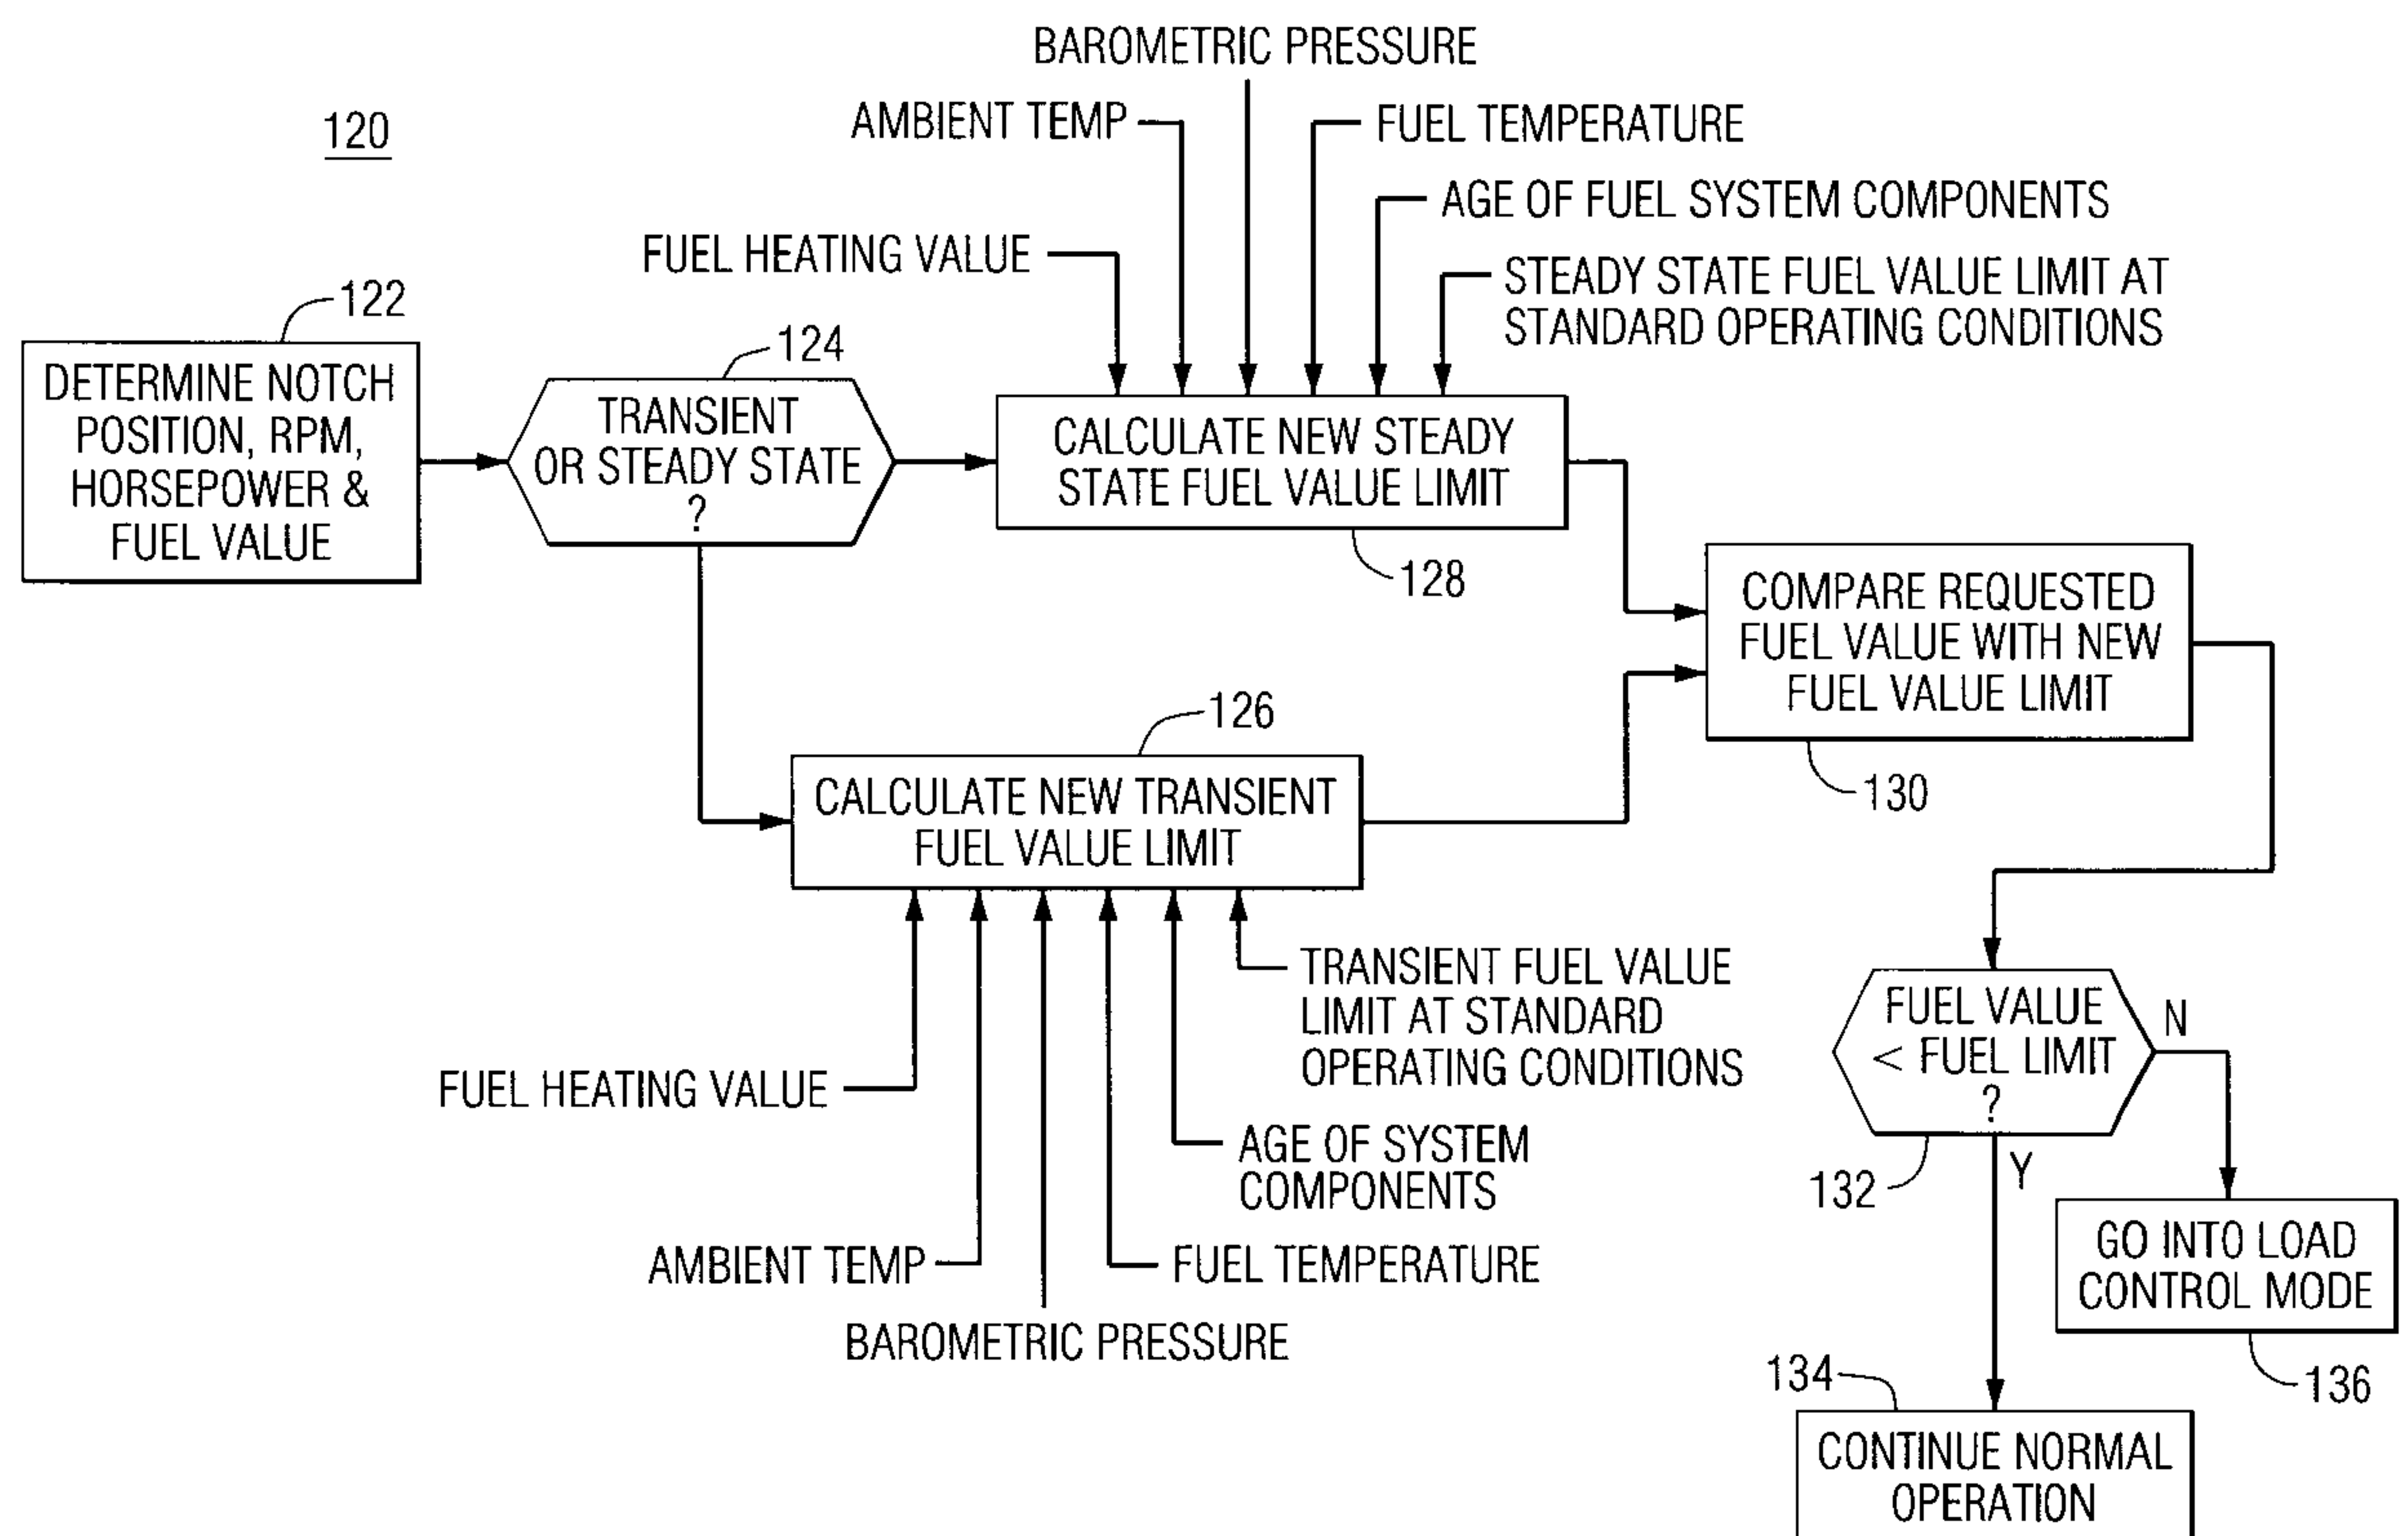 BAROMETRIC PRESSURE
120
AMBIENT TEMP
FUEL TEMPERATURE
AGE OF FUEL SYSTEM COMPONENTS
FUEL HEATING VALUE
STEADY STATE FUEL VALUE LIMIT AT
STANDARD OPERATING CONDITIONS
122
DETERMINE NOTCH
POSITION, RPM,
HORSEPOWER &
FUEL VALUE
124
TRANSIENT
OR STEADY STATE
?
CALCULATE NEW STEADY
STATE FUEL VALUE LIMIT
128
COMPARE REQUESTED
FUEL VALUE WITH NEW
FUEL VALUE LIMIT
130
126
CALCULATE NEW TRANSIENT
FUEL VALUE LIMIT
TRANSIENT FUEL VALUE
LIMIT AT STANDARD
OPERATING CONDITIONS
FUEL HEATING VALUE
AGE OF SYSTEM
COMPONENTS
AMBIENT TEMP
FUEL TEMPERATURE
BAROMETRIC PRESSURE
FUEL VALUE
< FUEL LIMIT
?
N
Y
132
GO INTO LOAD
CONTROL MODE
136
134
CONTINUE NORMAL
OPERATION